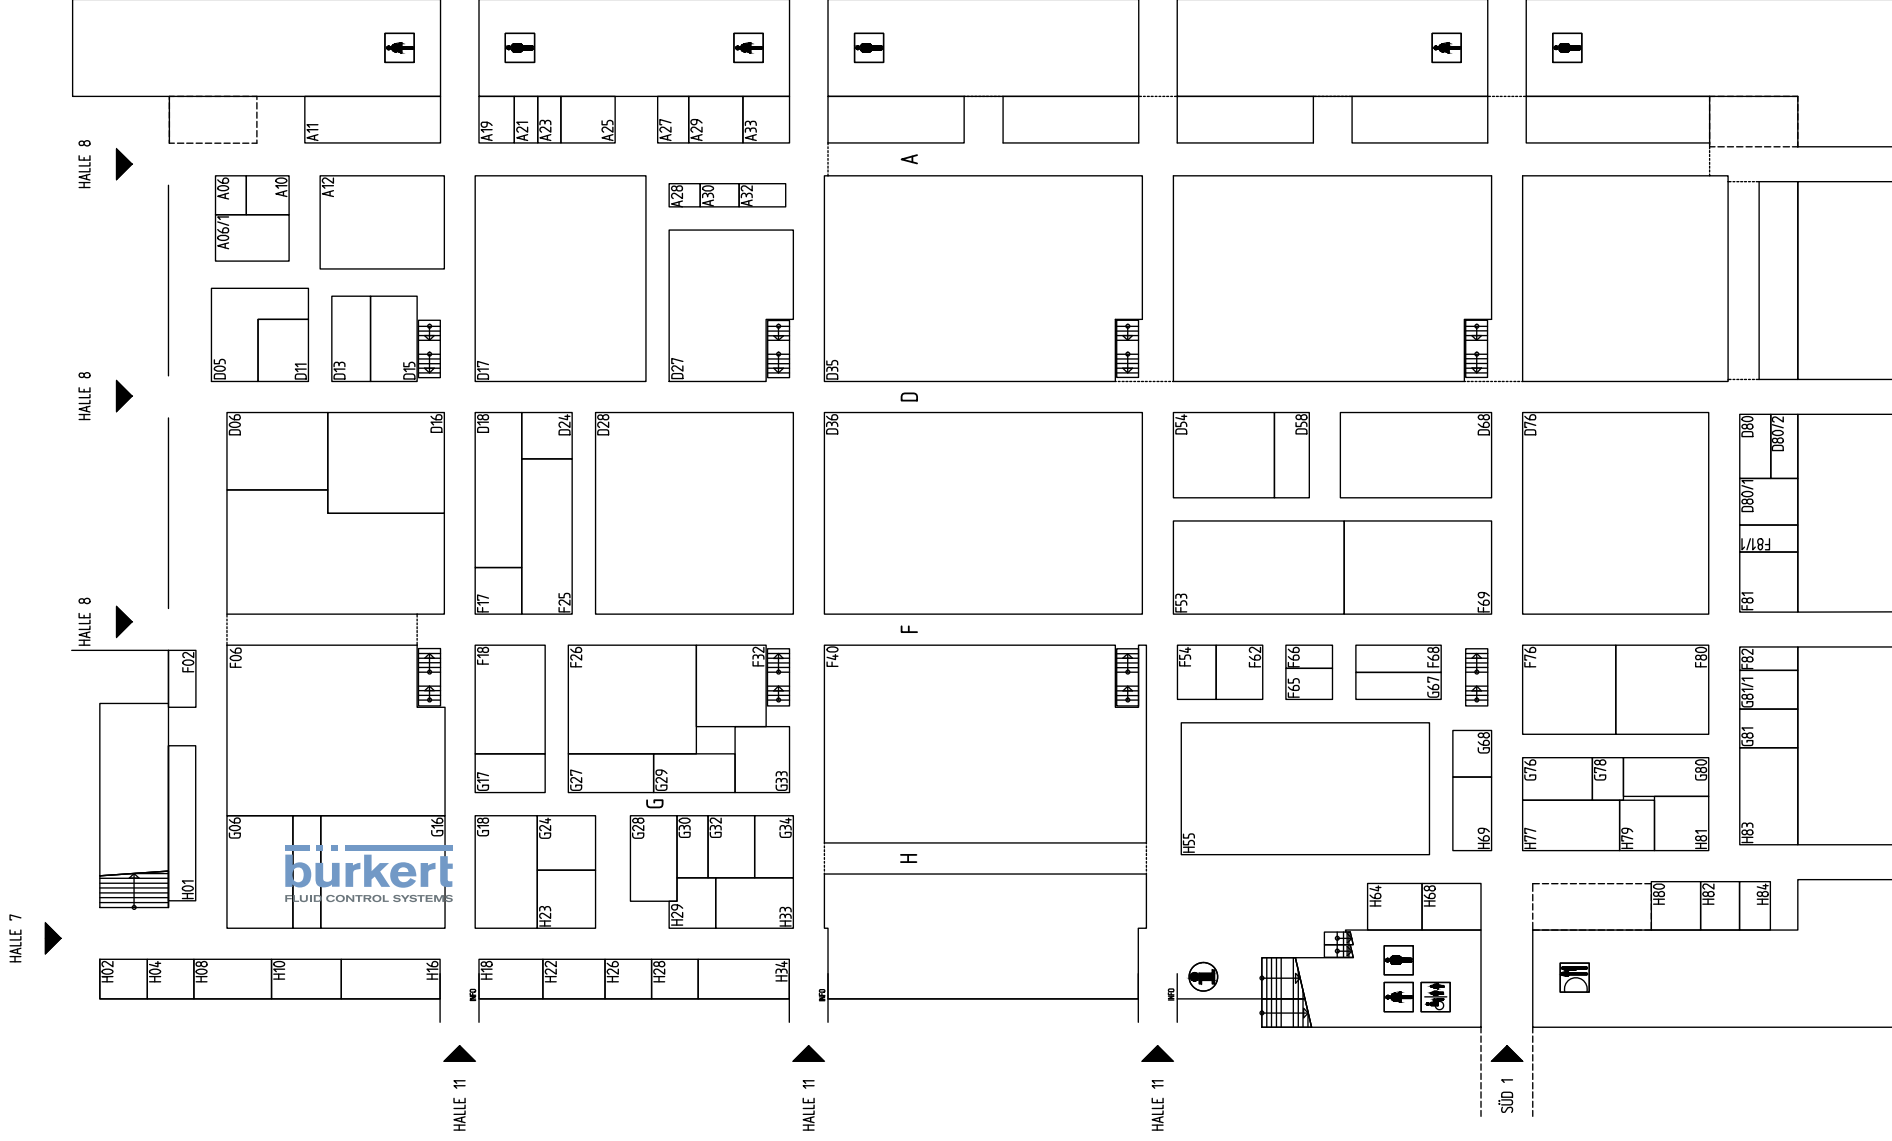 A11
A19
A21
A23
A25
A27
A29
A33
HALLE 8
A
A06
A10
A12
A28
A30
A32
A06/1
D05
D11
D13
D15
D17
D27
D35
HALLE 8
D
D06
D16
D18
D24
D28
D36
D54
D58
D68
D76
D80
D80/2
D80/1
F81/1
F17
F25
F53
F69
F81
HALLE 8
F
F02
F06
F18
F26
F32
F40
F54
F62
F66
F68
F76
F80
F82
F65
G67
G81/1
G81
G17
G27
G29
G33
G68
G76
G78
G80
G
G06
G16
G18
G24
G28
G30
G32
G34
H55
H69
H77
H79
H81
H83
H
bürkert
FLUID CONTROL SYSTEMS
H01
H23
H29
H33
H64
H68
H80
H82
H84
HALLE 7
H02
H04
H08
H10
H16
H18
H22
H26
H28
H34
INFO
INFO
INFO
HALLE 11
HALLE 11
HALLE 11
SÜD 1